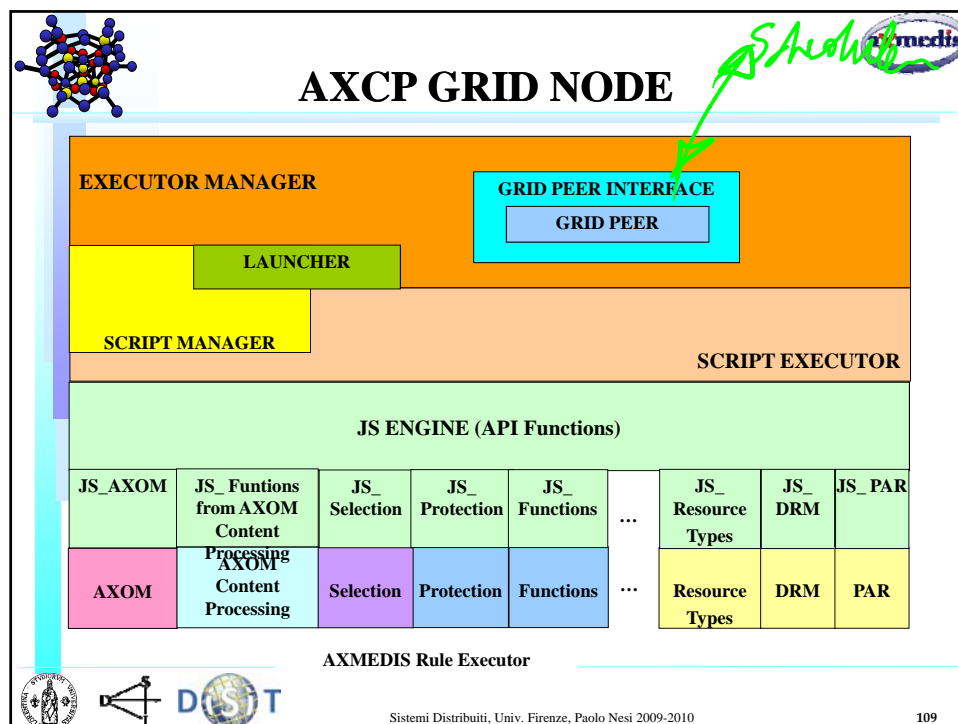 AXCP GRID NODE
EXECUTOR MANAGER
GRID PEER INTERFACE
GRID PEER
LAUNCHER
SCRIPT MANAGER
SCRIPT EXECUTOR
JS ENGINE (API Functions)
JS_AXOM
JS_ Funtions
from AXOM
Content
Processing
JS_
Selection
JS_
Protection
JS_
Functions
...
JS_
Resource
Types
JS_
DRM
JS_ PAR
AXOM
AXOM
Content
Processing
Selection
Protection
Functions
...
Resource
Types
DRM
PAR
AXMEDIS Rule Executor
DISIT
Sistemi Distribuiti, Univ. Firenze, Paolo Nesi 2009-2010
109